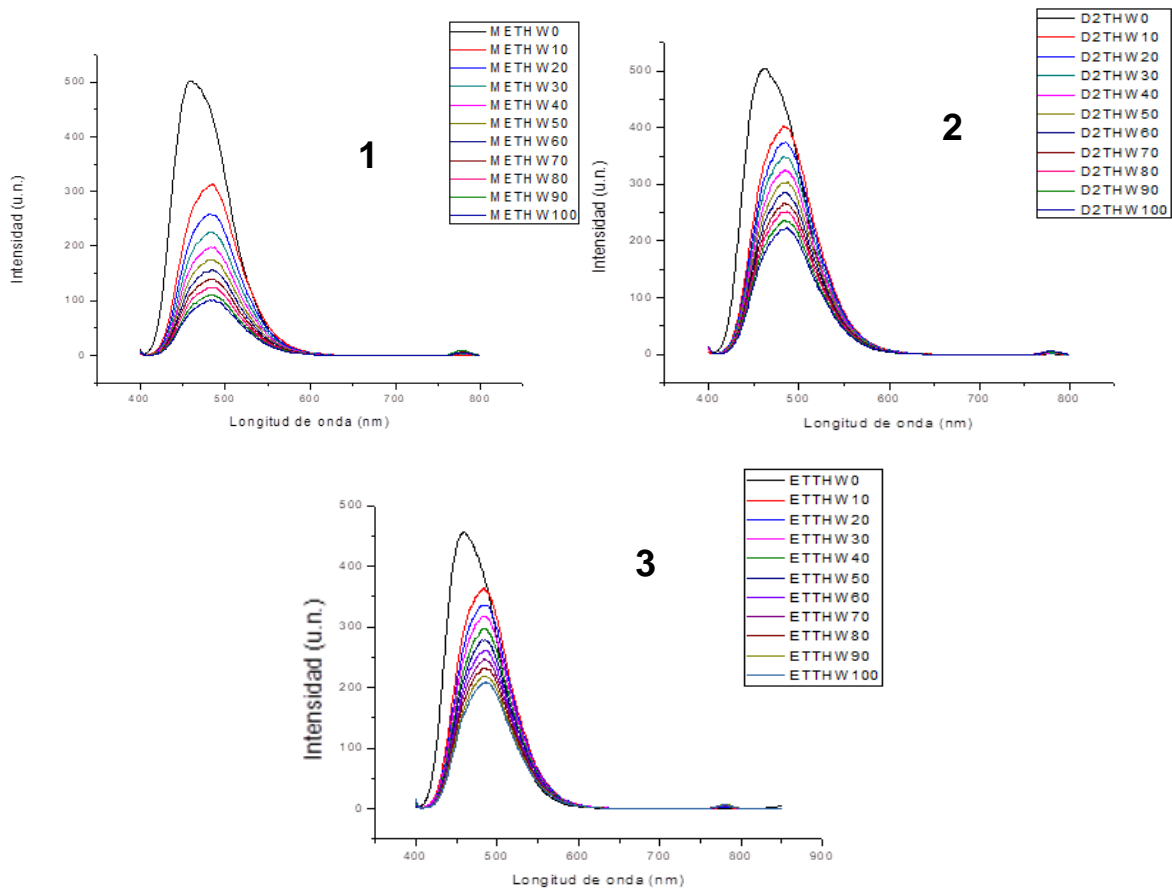 METHW0
METHW10
METHW20
METHW30
METHW40
METHW50
METHW60
METHW70
METHW80
METHW90
METHW100
1
500
400
300
200
100
0
Intensidad (u.n.)
400 500 600 700 800
Longitud de onda (nm)
D2THW0
D2THW10
D2THW20
D2THW30
D2THW40
D2THW50
D2THW60
D2THW70
D2THW80
D2THW90
D2THW100
2
500
400
300
200
100
0
Intensidad (u.n.)
400 500 600 700 800
Longitud de onda (nm)
ETTHW0
ETTHW10
ETTHW20
ETTHW30
ETTHW40
ETTHW50
ETTHW60
ETTHW70
ETTHW80
ETTHW90
ETTHW100
3
500
400
300
200
100
0
Intensidad (u.n.)
400 500 600 700 800 900
Longitud de onda (nm)